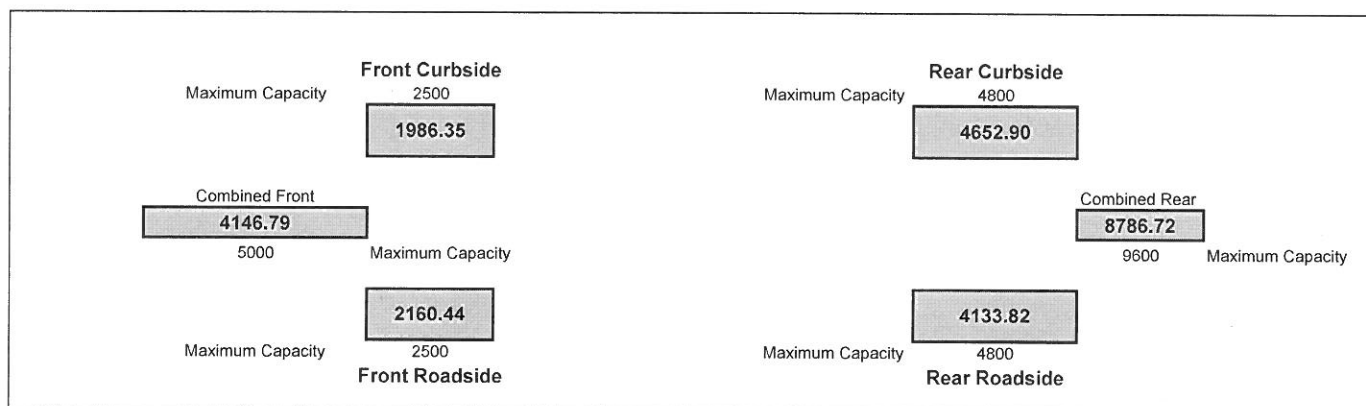 Front Curbside
Maximum Capacity 2500
1986.35
Combined Front
4146.79
5000 Maximum Capacity
2160.44
Maximum Capacity 2500
Front Roadside
Rear Curbside
Maximum Capacity 4800
4652.90
Combined Rear
8786.72
9600 Maximum Capacity
4133.82
Maximum Capacity 4800
Rear Roadside